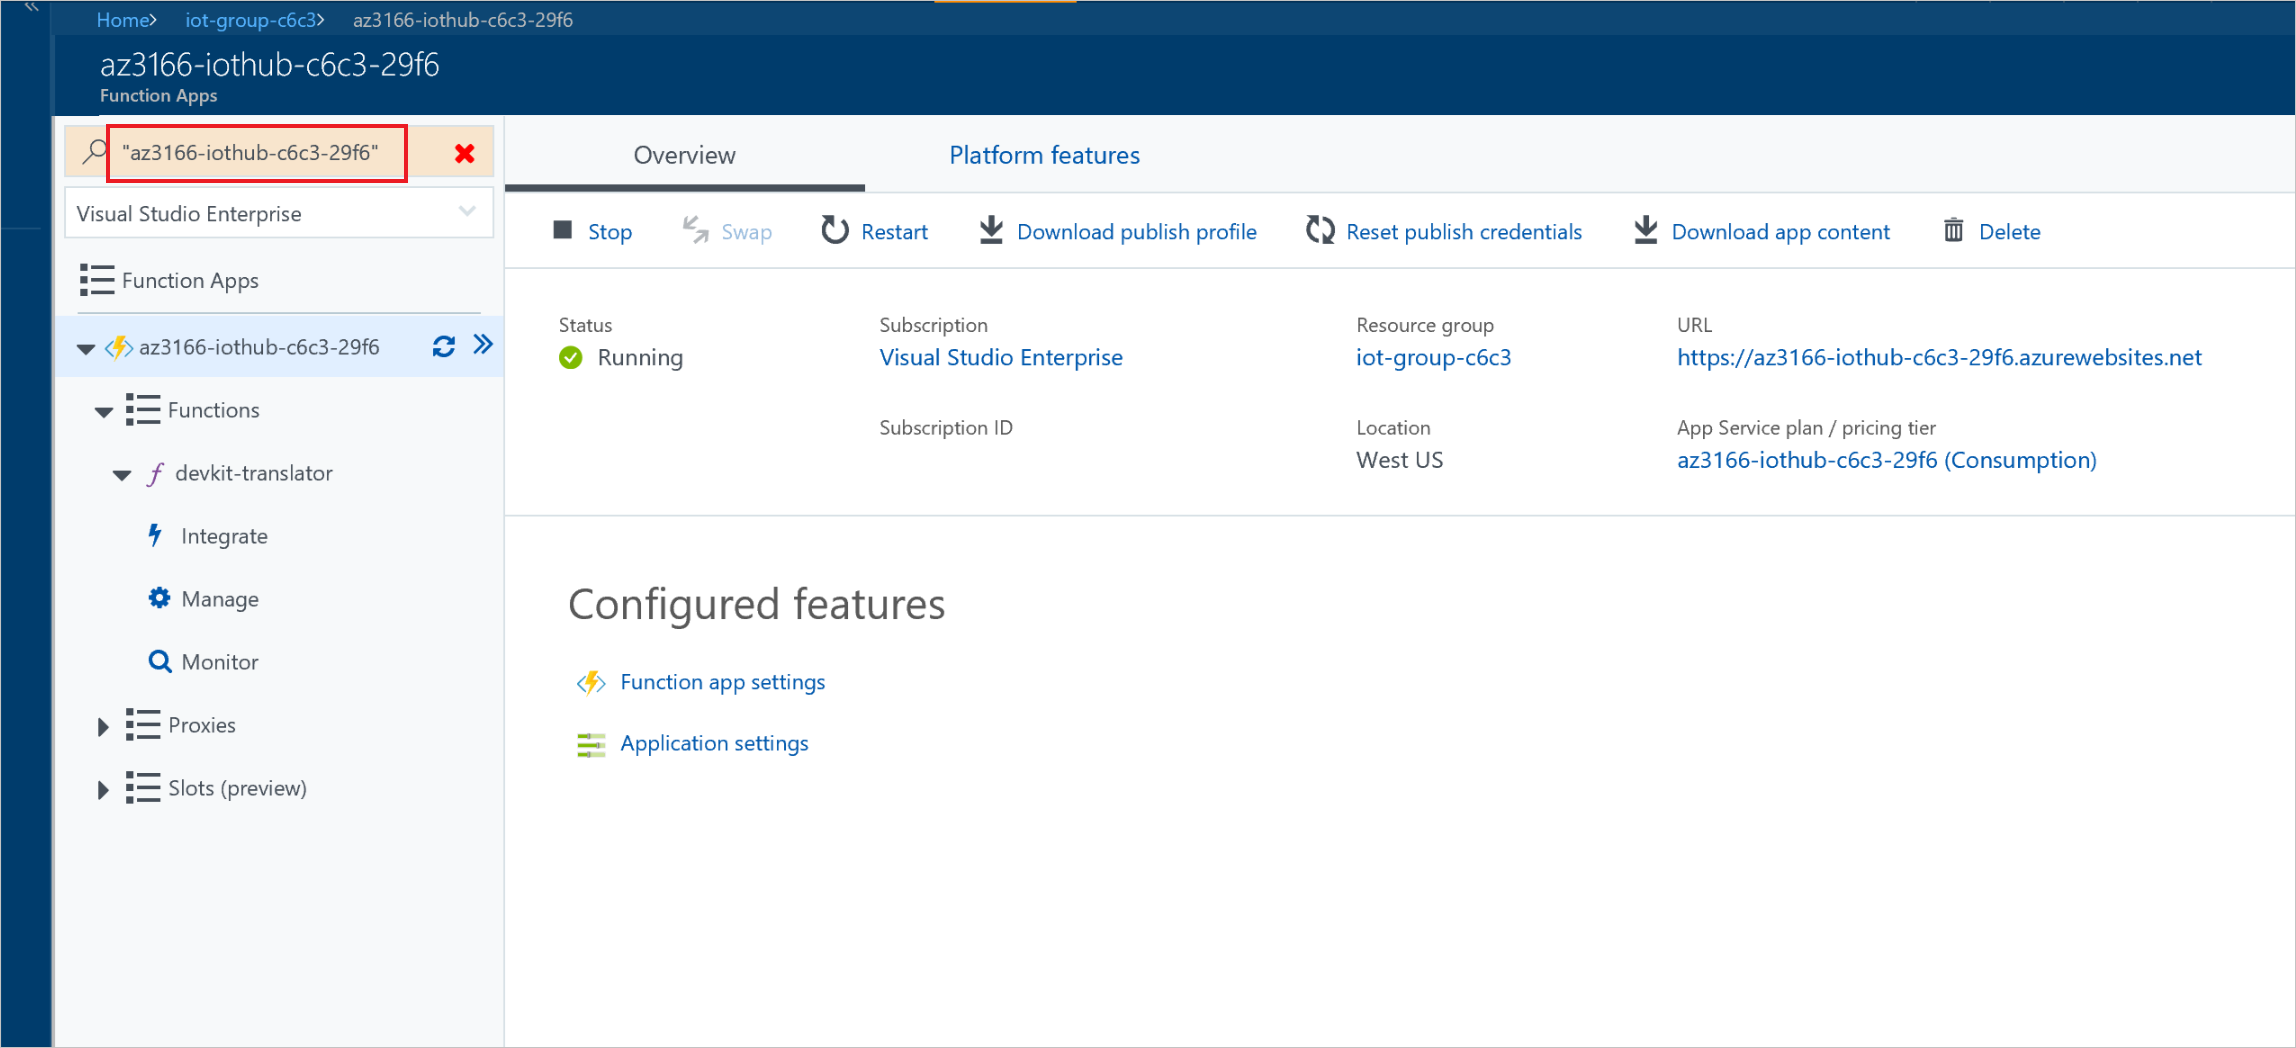 Home> iot-group-c6c3> az3166-iothub-c6c3-29f6
az3166-iothub-c6c3-29f6
Function Apps
"az3166-iothub-c6c3-29f6"
Visual Studio Enterprise
Function Apps
az3166-iothub-c6c3-29f6
Functions
devkit-translator
Integrate
Manage
Monitor
Proxies
Slots (preview)
Overview Platform features
Stop Swap Restart Download publish profile Reset publish credentials Download app content Delete
Status Subscription Resource group URL
Running Visual Studio Enterprise iot-group-c6c3 https://az3166-iothub-c6c3-29f6.azurewebsites.net
Subscription ID Location App Service plan / pricing tier
West US az3166-iothub-c6c3-29f6 (Consumption)
Configured features
Function app settings
Application settings